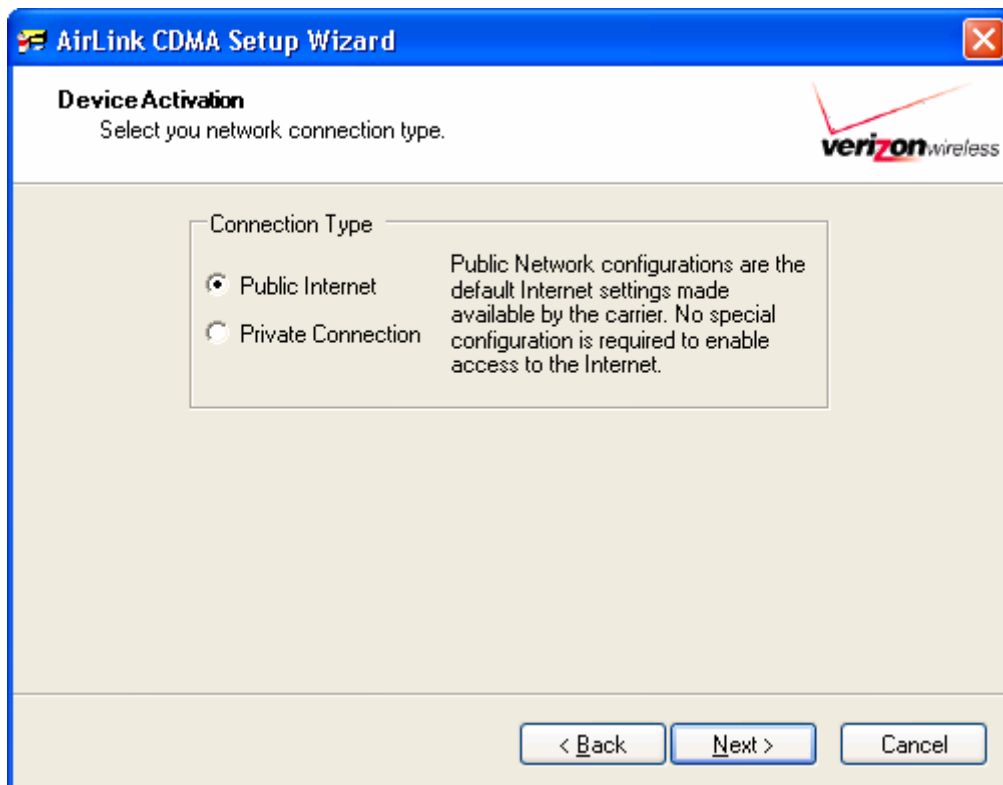 AirLink CDMA Setup Wizard
Device Activation
Select you network connection type.
verizonwireless
Connection Type
Public Internet
Private Connection
Public Network configurations are the
default Internet settings made
available by the carrier. No special
configuration is required to enable
access to the Internet.
< Back
Next >
Cancel